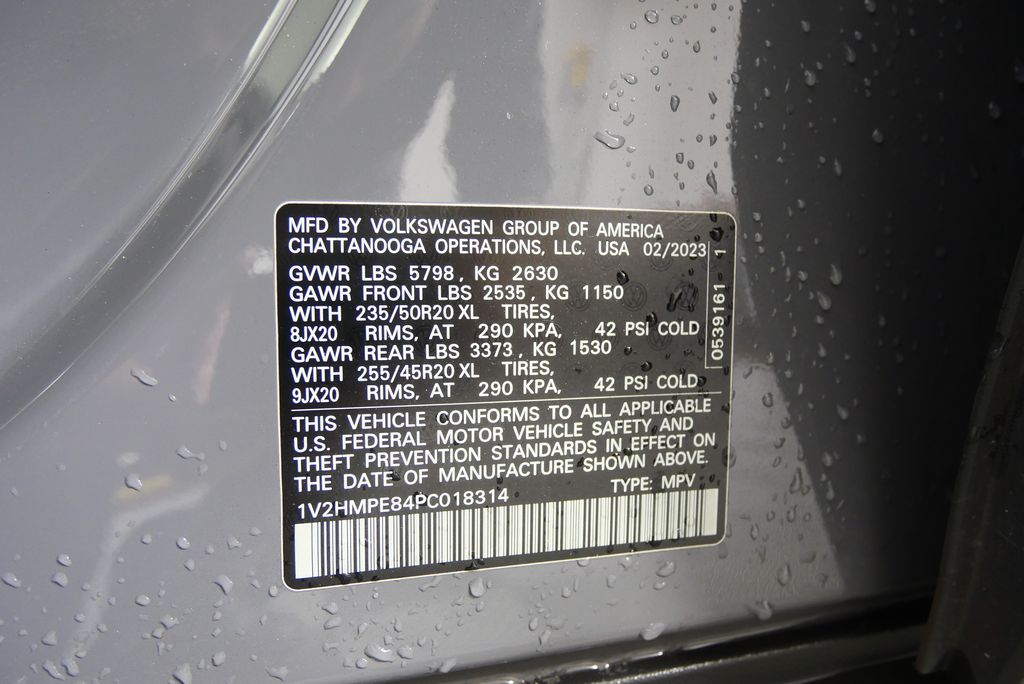 MFD BY VOLKSWAGEN GROUP OF AMERICA
CHATTANOOGA OPERATIONS, LLC. USA 02/2023
GVWR LBS 5798, KG 2630
GAWR FRONT LBS 2535, KG 1150
WITH 235/50R20 XL TIRES,
8JX20 RIMS, AT 290 KPA, 42 PSI COLD
GAWR REAR LBS 3373, KG 1530
WITH 255/45R20 XL TIRES,
9JX20 RIMS, AT 290 KPA, 42 PSI COLD
0539161 1
THIS VEHICLE CONFORMS TO ALL APPLICABLE
U.S. FEDERAL MOTOR VEHICLE SAFETY AND
THEFT PREVENTION STANDARDS IN EFFECT ON
THE DATE OF MANUFACTURE SHOWN ABOVE.
1V2HMPE84PC018314 TYPE: MPV